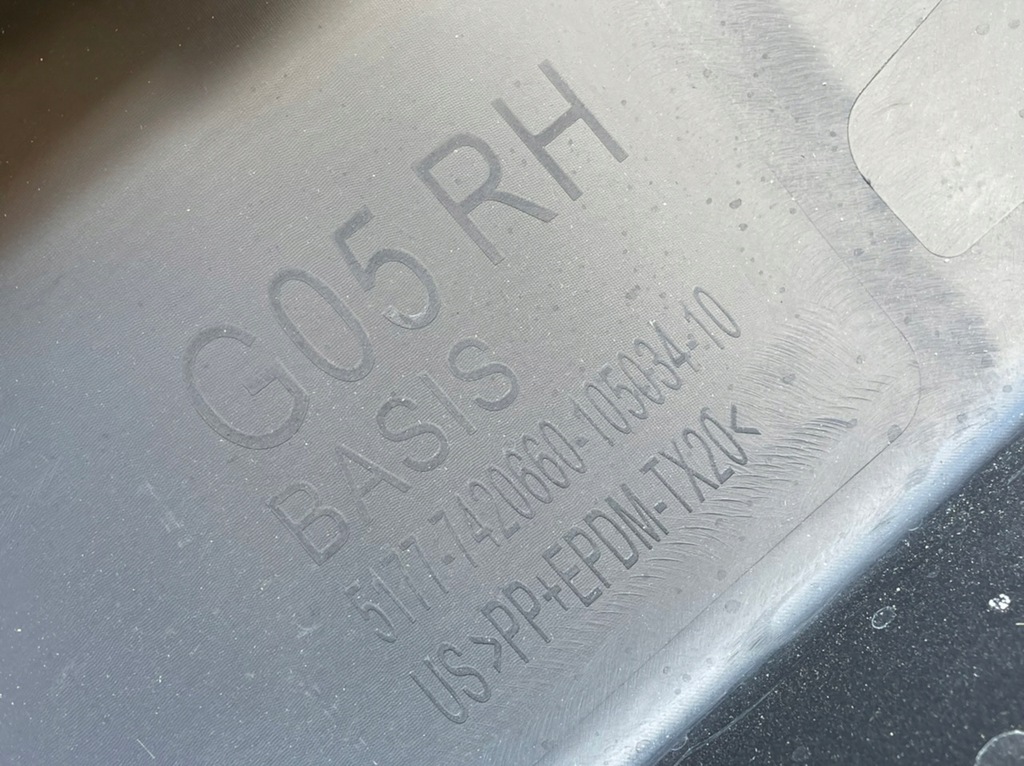 G05 RH
BASIS
5177-7420660-105034-10
US>PP+EPDM-TX20<